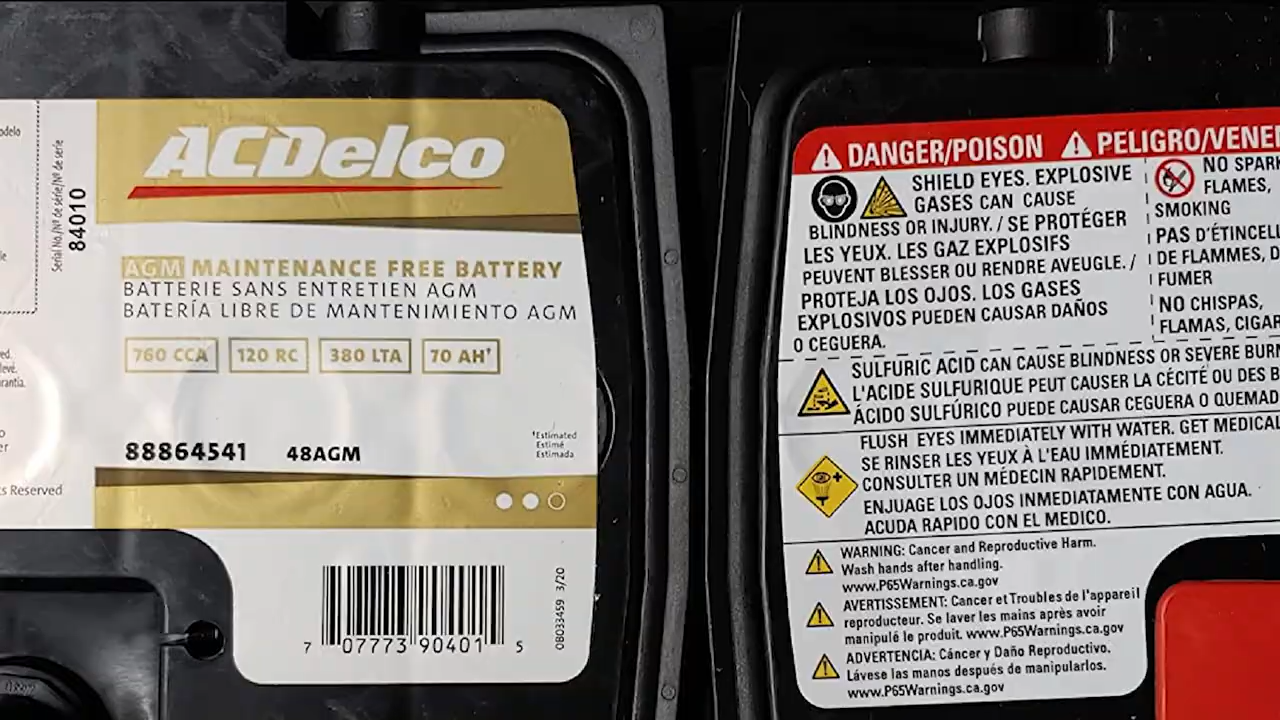 odelo
Serial No./Nº de série/Nº de serie
84010
ed.
levé.
rantía.
s Reserved
ACDelco
AGM MAINTENANCE FREE BATTERY
BATTERIE SANS ENTRETIEN AGM
BATERÍA LIBRE DE MANTENIMIENTO AGM
760 CCA 120 RC 380 LTA 70 AH†
88864541 48AGM
†Estimated
Estimé
Estimada
7 07773 90401 5
0B033459 3/20
DANGER/POISON PELIGRO/VENE
SHIELD EYES. EXPLOSIVE
GASES CAN CAUSE
BLINDNESS OR INJURY. / SE PROTÉGER
LES YEUX. LES GAZ EXPLOSIFS
PEUVENT BLESSER OU RENDRE AVEUGLE. /
PROTEJA LOS OJOS. LOS GASES
EXPLOSIVOS PUEDEN CAUSAR DAÑOS
O CEGUERA.
NO SPARK
FLAMES,
SMOKING
PAS D'ÉTINCELL
DE FLAMMES, D
FUMER
NO CHISPAS,
FLAMAS, CIGAR
SULFURIC ACID CAN CAUSE BLINDNESS OR SEVERE BURN
L'ACIDE SULFURIQUE PEUT CAUSER LA CÉCITÉ OU DES B
ÁCIDO SULFÚRICO PUEDE CAUSAR CEGUERA O QUEMAD
FLUSH EYES IMMEDIATELY WITH WATER. GET MEDICAL
SE RINSER LES YEUX À L'EAU IMMÉDIATEMENT.
CONSULTER UN MÉDECIN RAPIDEMENT.
ENJUAGE LOS OJOS INMEDIATAMENTE CON AGUA.
ACUDA RAPIDO CON EL MEDICO.
WARNING: Cancer and Reproductive Harm.
Wash hands after handling.
www.P65Warnings.ca.gov
AVERTISSEMENT: Cancer et Troubles de l'appareil
reproducteur. Se laver les mains après avoir
manipulé le produit. www.P65Warnings.ca.gov
ADVERTENCIA: Cáncer y Daño Reproductivo.
Lávese las manos después de manipularlos.
www.P65Warnings.ca.gov